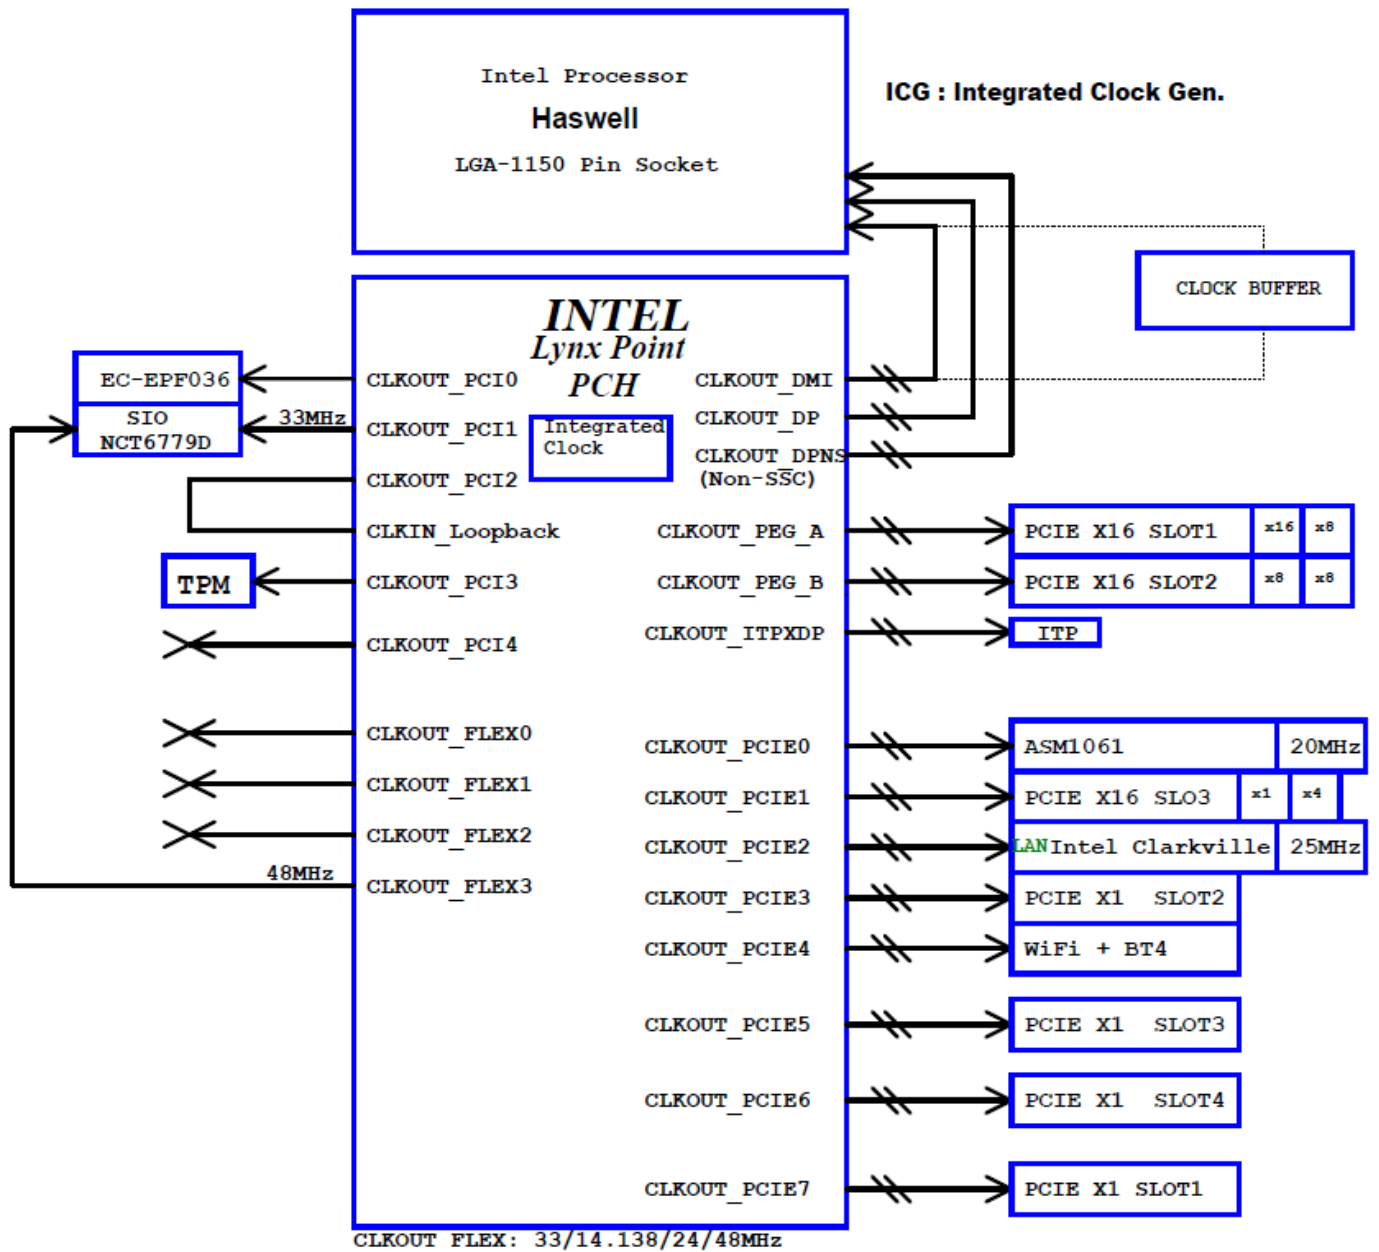 Intel Processor
Haswell
LGA-1150 Pin Socket
ICG : Integrated Clock Gen.
CLOCK BUFFER
INTEL
Lynx Point
PCH
Integrated
Clock
EC-EPF036
SIO
NCT6779D
33MHz
TPM
48MHz
CLKOUT_PCI0
CLKOUT_PCI1
CLKOUT_PCI2
CLKIN_Loopback
CLKOUT_PCI3
CLKOUT_PCI4
CLKOUT_FLEX0
CLKOUT_FLEX1
CLKOUT_FLEX2
CLKOUT_FLEX3
CLKOUT_DMI
CLKOUT_DP
CLKOUT_DPNS
(Non-SSC)
CLKOUT_PEG_A
CLKOUT_PEG_B
CLKOUT_ITPXDP
CLKOUT_PCIE0
CLKOUT_PCIE1
CLKOUT_PCIE2
CLKOUT_PCIE3
CLKOUT_PCIE4
CLKOUT_PCIE5
CLKOUT_PCIE6
CLKOUT_PCIE7
PCIE X16 SLOT1 x16 x8
PCIE X16 SLOT2 x8 x8
ITP
ASM1061 20MHz
PCIE X16 SLO3 x1 x4
LAN Intel Clarkville 25MHz
PCIE X1 SLOT2
WiFi + BT4
PCIE X1 SLOT3
PCIE X1 SLOT4
PCIE X1 SLOT1
CLKOUT FLEX: 33/14.138/24/48MHz